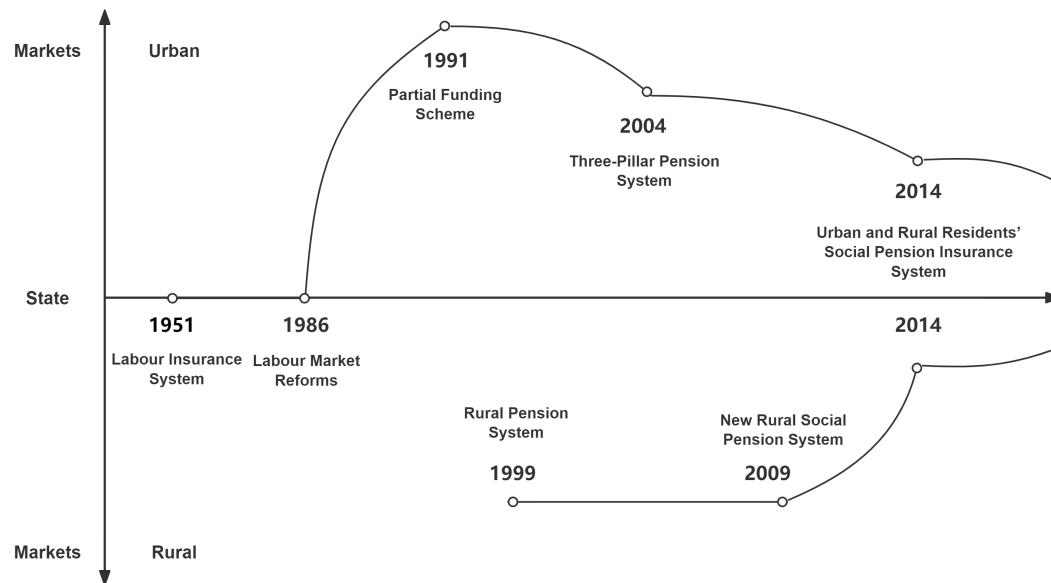 Markets
Urban
1991
Partial Funding
Scheme
2004
Three-Pillar Pension
System
2014
Urban and Rural Residents’
Social Pension Insurance
System
State
1951
Labour Insurance
System
1986
Labour Market
Reforms
2014
Rural Pension
System
1999
New Rural Social
Pension System
2009
Markets
Rural